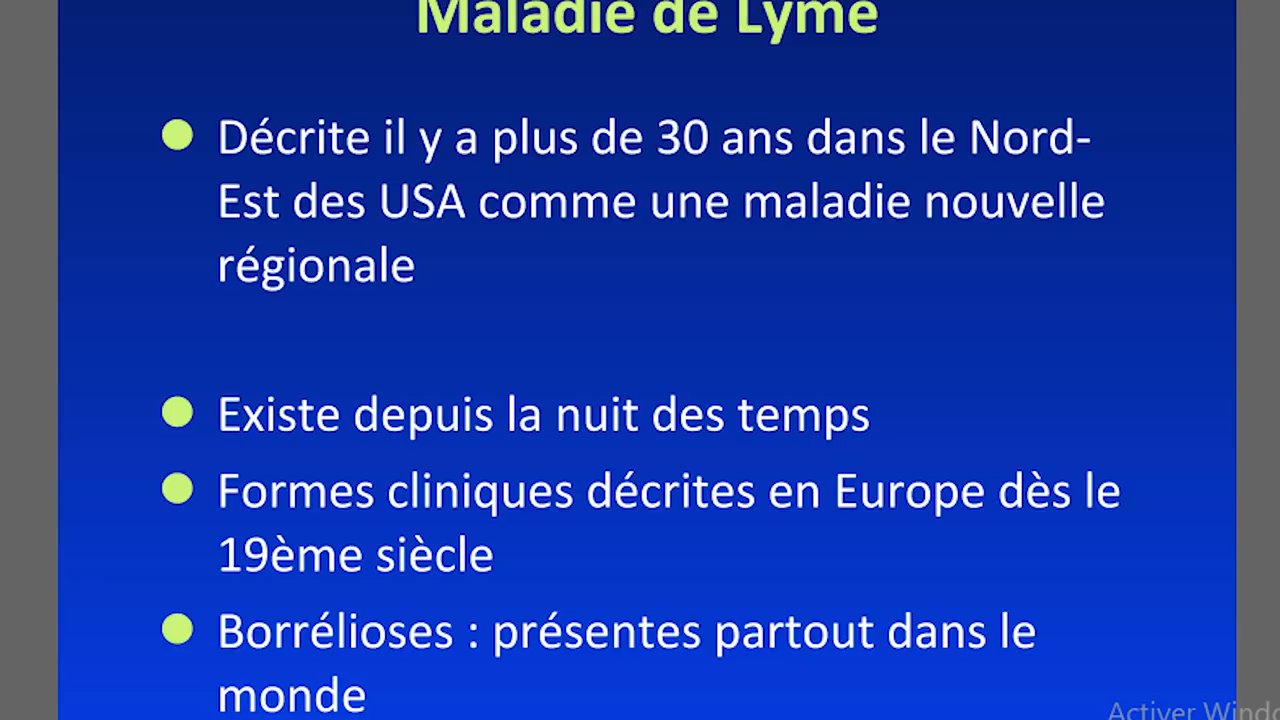 Maladie de Lyme
Décrite il y a plus de 30 ans dans le Nord-
Est des USA comme une maladie nouvelle
régionale
Existe depuis la nuit des temps
Formes cliniques décrites en Europe dès le
19ème siècle
Borrélioses : présentes partout dans le
monde
Activer